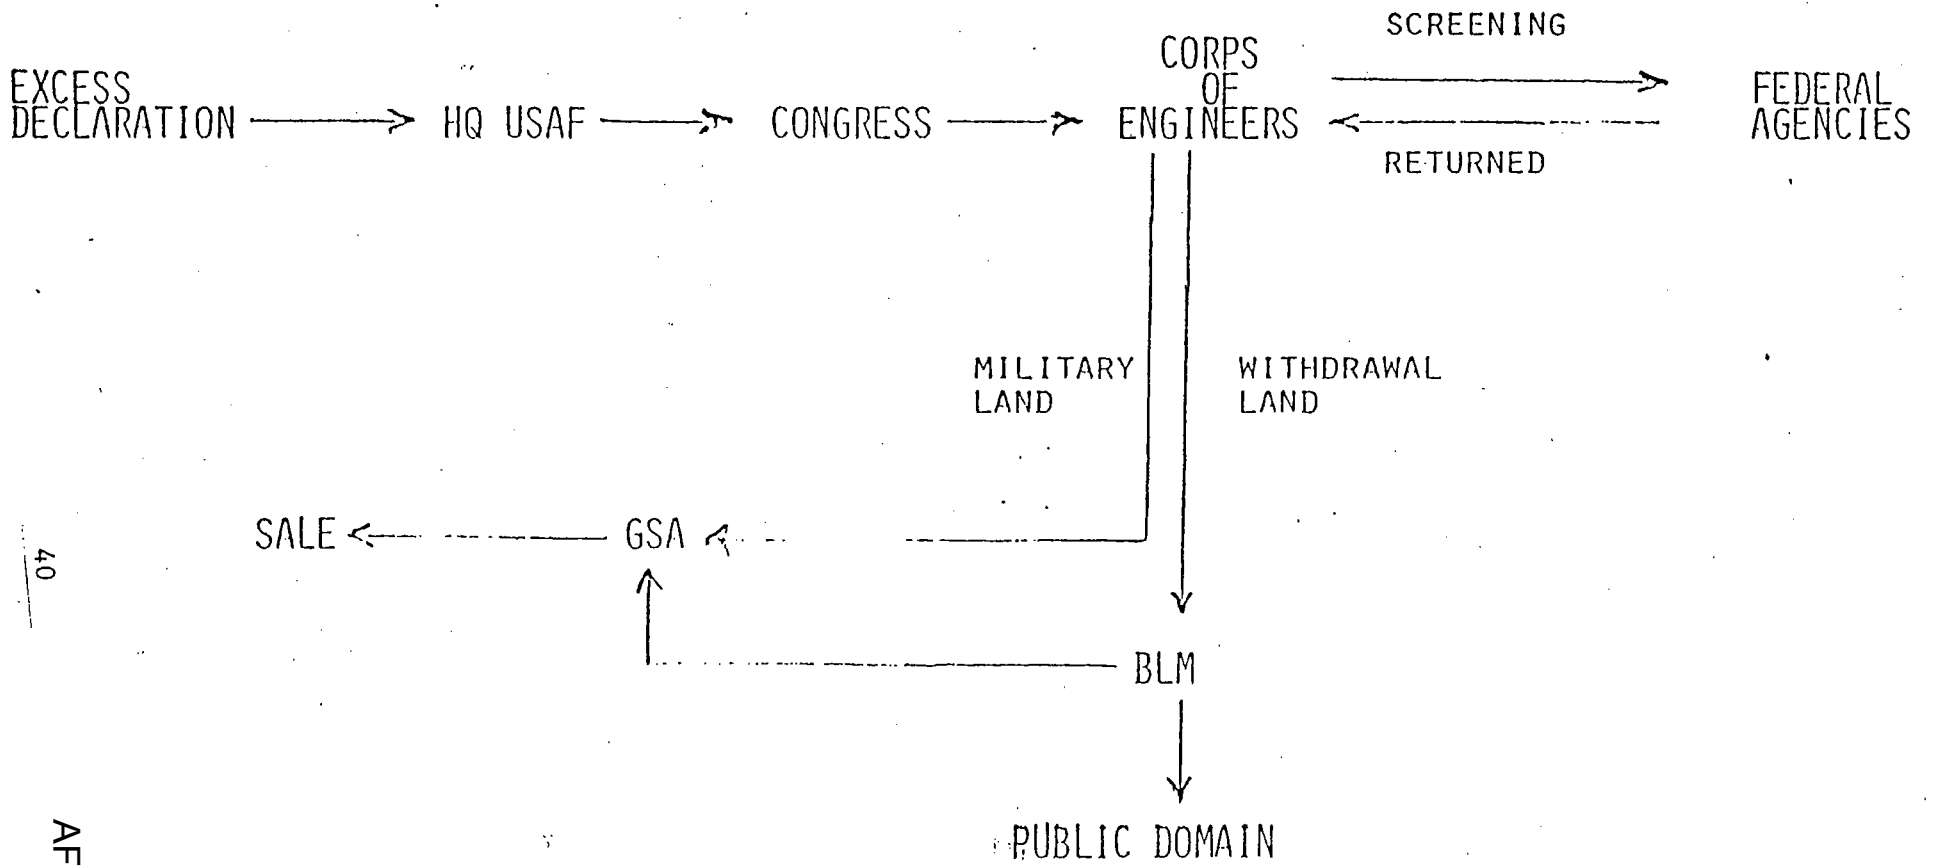 SCREENING
CORPS
OF
ENGINEERS
EXCESS
DECLARATION
HQ USAF
CONGRESS
FEDERAL
AGENCIES
RETURNED
MILITARY
LAND
WITHDRAWAL
LAND
SALE
GSA
40
BLM
PUBLIC DOMAIN
AF